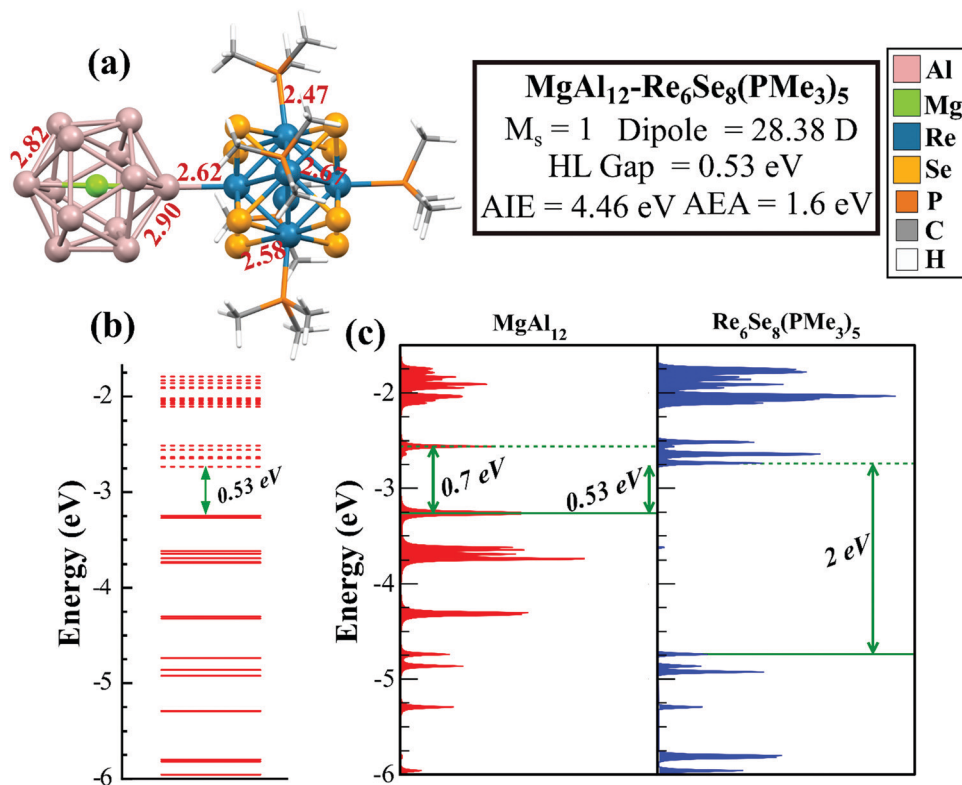 (a)
2.47
2.82
2.62
2.67
2.90
2.58
MgAl₁₂-Re₆Se₈(PMe₃)₅
Mₛ = 1 Dipole = 28.38 D
HL Gap = 0.53 eV
AIE = 4.46 eV AEA = 1.6 eV
Al
Mg
Re
Se
P
C
H
(b)
Energy (eV)
-2
-3
-4
-5
-6
0.53 eV
(c)
MgAl₁₂
Re₆Se₈(PMe₃)₅
Energy (eV)
-2
-3
-4
-5
-6
0.7 eV
0.53 eV
2 eV